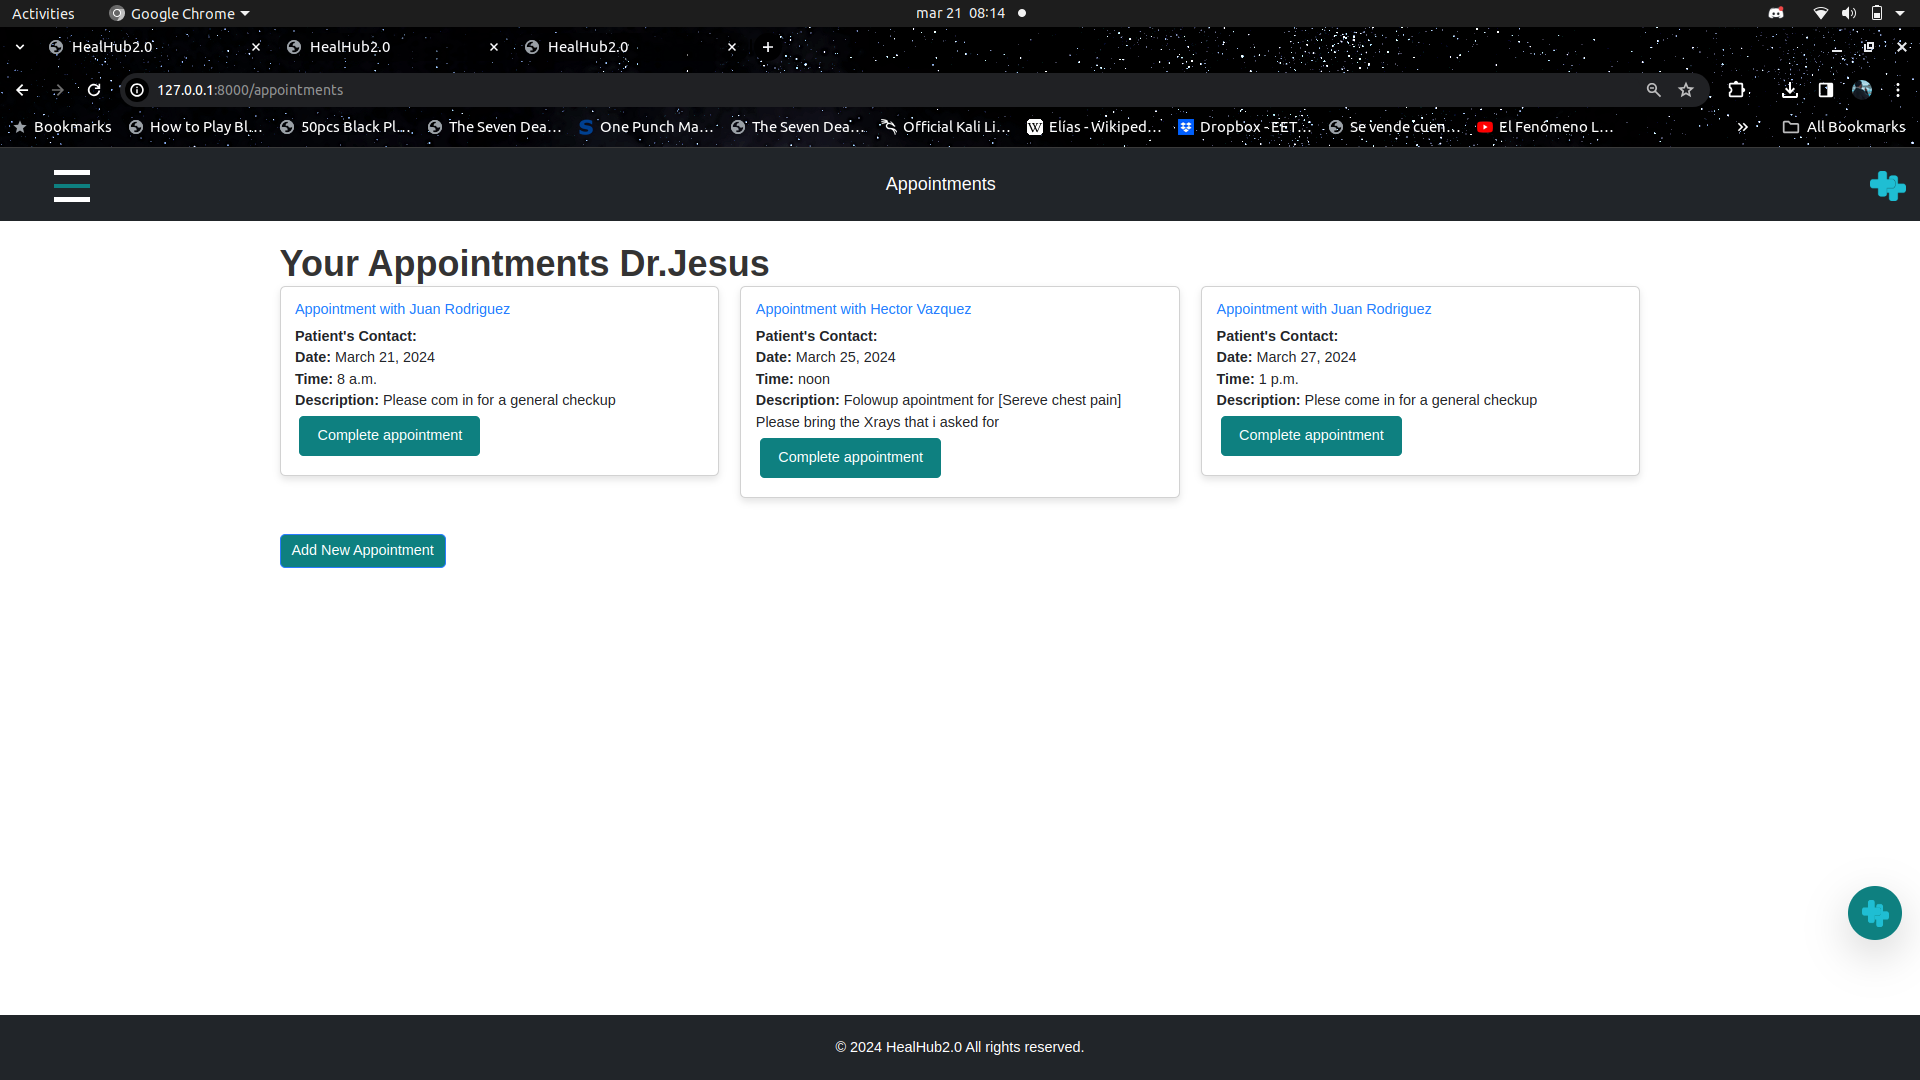 Activities
Google Chrome
mar 21 08:14
HealHub2.0
HealHub2.0
HealHub2.0
127.0.0.1:8000/appointments
Bookmarks
How to Play Bl...
50pcs Black Pl...
The Seven Dea...
One Punch Ma...
The Seven Dea...
Official Kali Li...
Elías - Wikiped...
Dropbox - EET...
Se vende cuen...
El Fenómeno L...
All Bookmarks
Appointments
Your Appointments Dr.Jesus
Appointment with Juan Rodriguez
Patient's Contact:
Date: March 21, 2024
Time: 8 a.m.
Description: Please com in for a general checkup
Complete appointment
Appointment with Hector Vazquez
Patient's Contact:
Date: March 25, 2024
Time: noon
Description: Folowup apointment for [Sereve chest pain]
Please bring the Xrays that i asked for
Complete appointment
Appointment with Juan Rodriguez
Patient's Contact:
Date: March 27, 2024
Time: 1 p.m.
Description: Plese come in for a general checkup
Complete appointment
Add New Appointment
© 2024 HealHub2.0 All rights reserved.